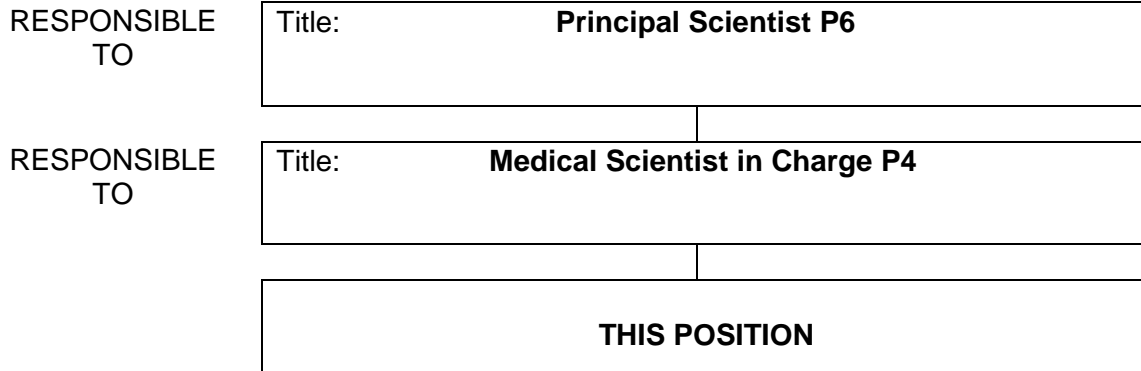 RESPONSIBLE
TO
Title: Principal Scientist P6
RESPONSIBLE
TO
Title: Medical Scientist in Charge P4
THIS POSITION